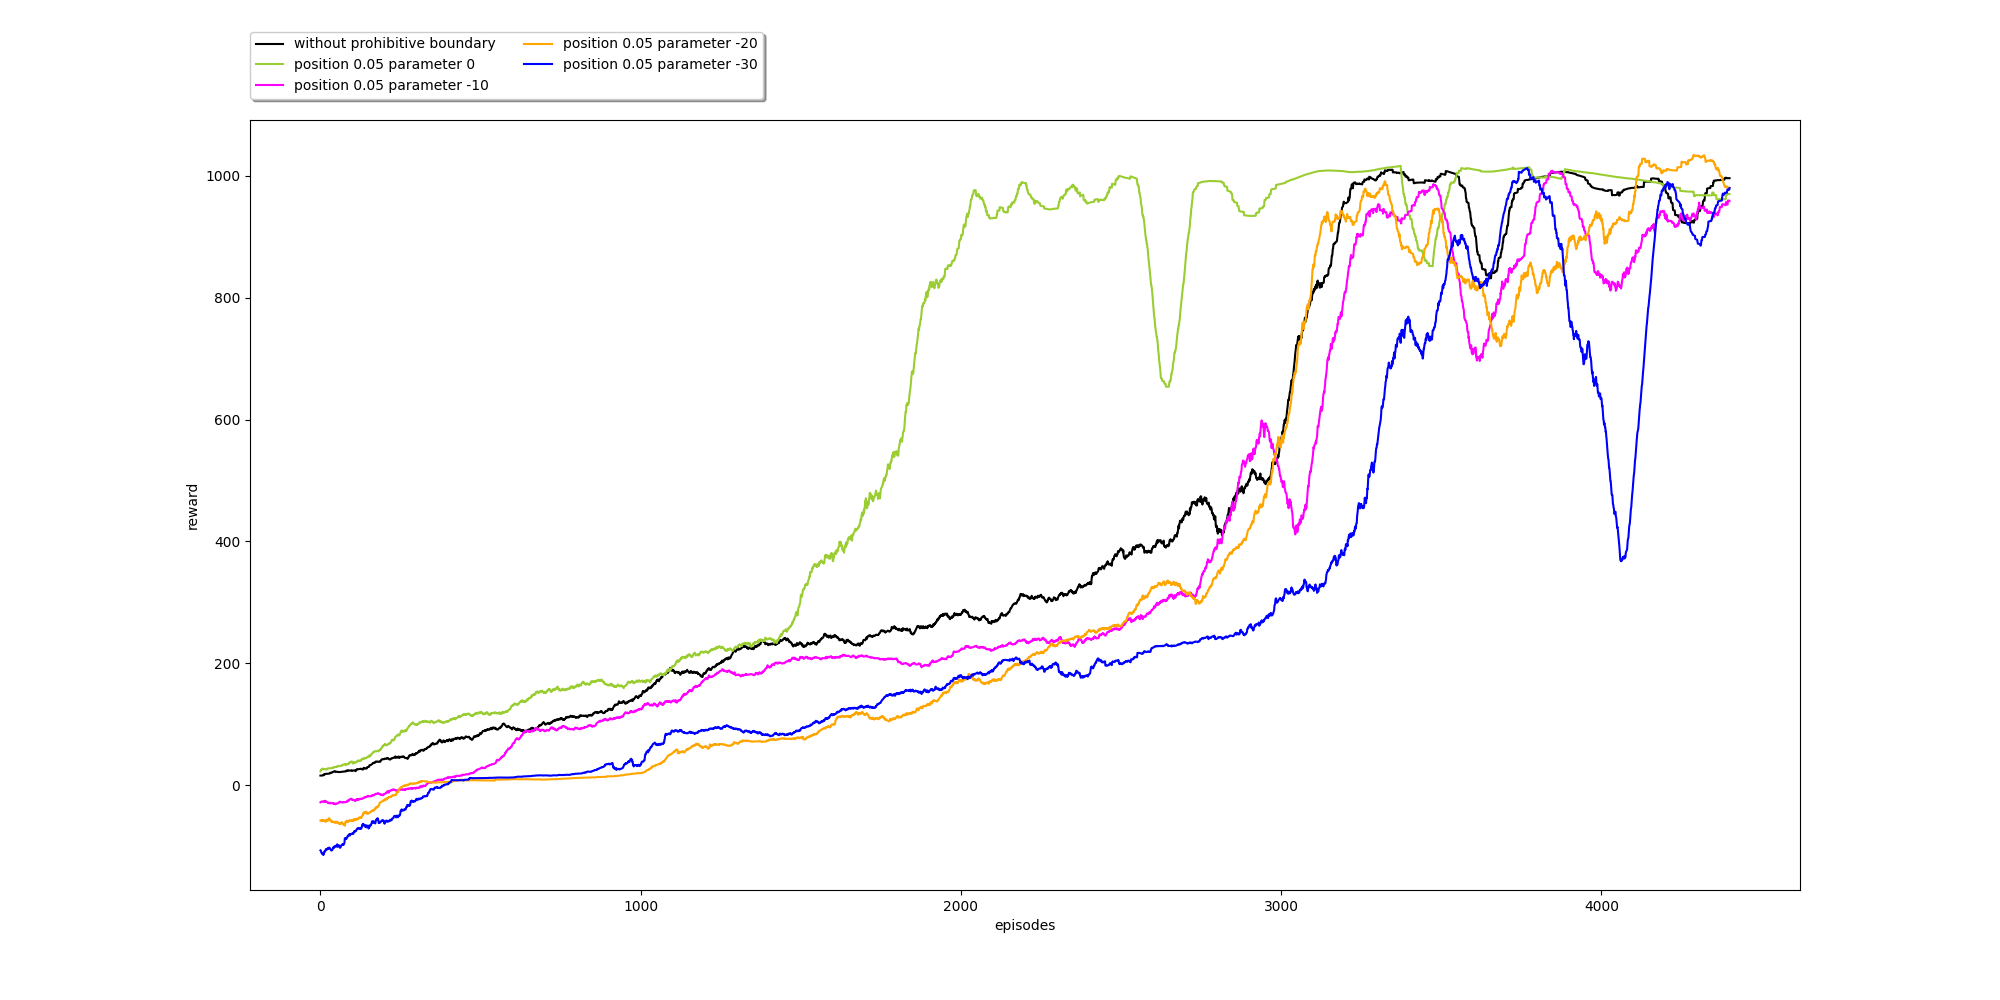 without prohibitive boundary
position 0.05 parameter 0
position 0.05 parameter -10
position 0.05 parameter -20
position 0.05 parameter -30
1000
800
600
400
200
0
reward
0 1000 2000 3000 4000
episodes